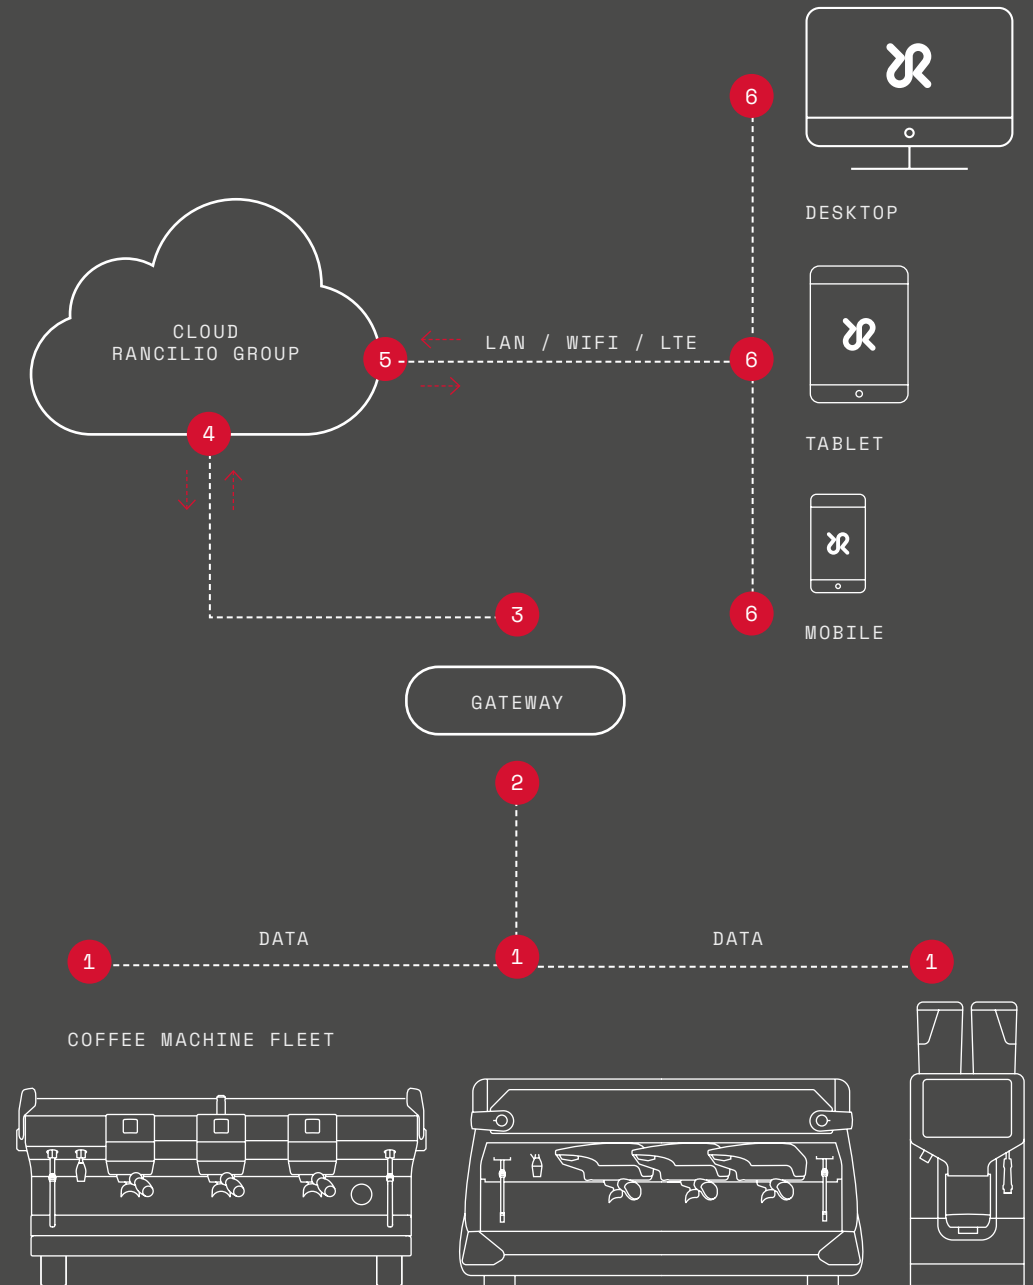 6
DESKTOP
CLOUD
RANCILIO GROUP
5
LAN / WIFI / LTE
6
4
TABLET
3
6
MOBILE
GATEWAY
2
DATA
DATA
1
1
1
COFFEE MACHINE FLEET